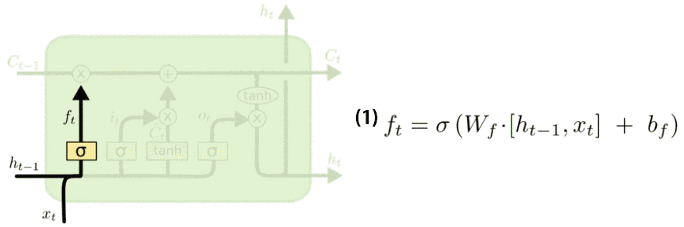 h_t
C_{t-1}
C_t
tanh
f_t
i_t
o_t
C̃_t
σ
σ
tanh
σ
h_{t-1}
h_t
x_t
(1) f_t = σ (W_f · [h_{t-1}, x_t] + b_f)